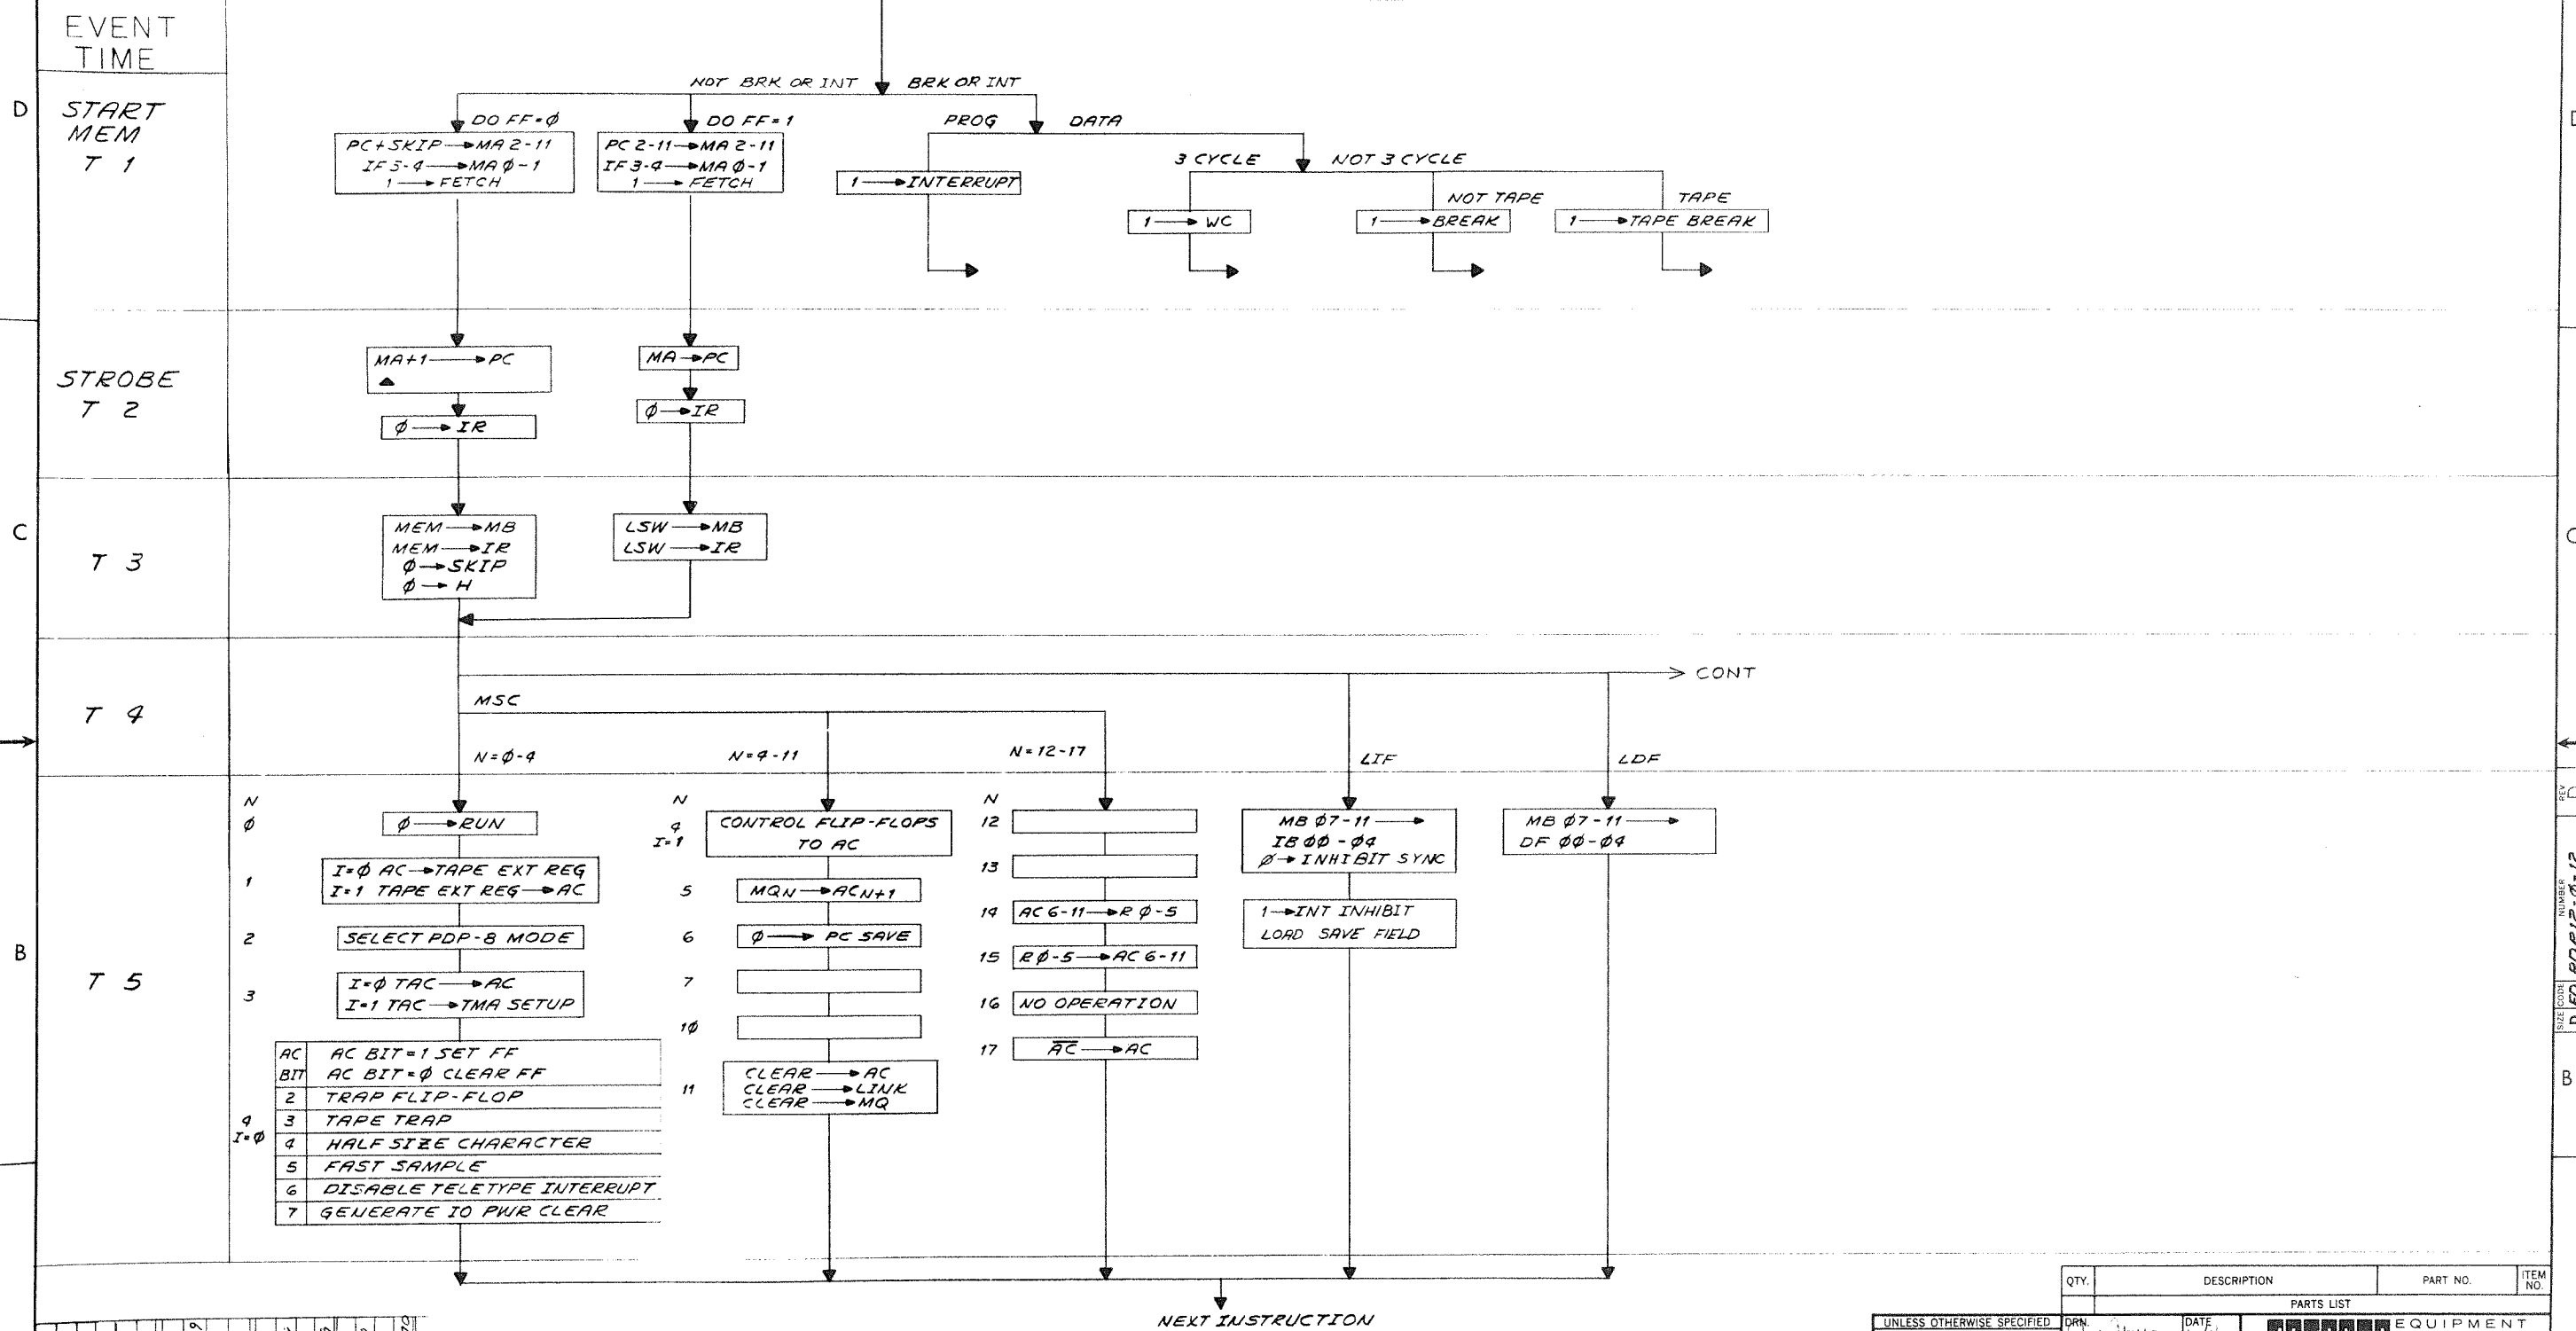 EVENT
TIME
D
START
MEM
T 1
NOT BRK OR INT
BRK OR INT
DO FF=Ø
DO FF=1
PROG
DATA
PC+SKIP→MA 2-11
IF 3-4→MA Ø-1
1→FETCH
PC 2-11→MA 2-11
IF 3-4→MA Ø-1
1→FETCH
3 CYCLE
NOT 3 CYCLE
1→INTERRUPT
NOT TAPE
TAPE
1→WC
1→BREAK
1→TAPE BREAK
STROBE
T 2
MA+1→PC
Ø→IR
MA→PC
Ø→IR
C
T 3
MEM→MB
MEM→IR
Ø→SKIP
Ø→H
LSW→MB
LSW→IR
T 4
CONT
MSC
N=Ø-4
N=4-11
N=12-17
LIF
LDF
B
T 5
N
Ø
Ø→RUN
1
I=Ø AC→TAPE EXT REG
I=1 TAPE EXT REG→AC
2
SELECT PDP-8 MODE
3
I=Ø TAC→AC
I=1 TAC→TMA SETUP
4
I=Ø
AC
BIT
AC BIT=1 SET FF
AC BIT=Ø CLEAR FF
2 TRAP FLIP-FLOP
3 TAPE TRAP
4 HALF SIZE CHARACTER
5 FAST SAMPLE
6 DISABLE TELETYPE INTERRUPT
7 GENERATE IO PWR CLEAR
N
4
I=1
CONTROL FLIP-FLOPS
TO AC
5
MQN→ACN+1
6
Ø→PC SAVE
7
1Ø
11
CLEAR→AC
CLEAR→LINK
CLEAR→MQ
N
12
13
14 AC 6-11→R Ø-5
15 R Ø-5→AC 6-11
16 NO OPERATION
17 A̅C̅→AC
MB Ø7-11→
IB ØØ-Ø4
Ø→INHIBIT SYNC
1→INT INHIBIT
LOAD SAVE FIELD
MB Ø7-11→
DF ØØ-Ø4
NEXT INSTRUCTION
REV
NUMBER
SIZE CODE
B
QTY.
DESCRIPTION
PART NO.
ITEM
NO.
PARTS LIST
UNLESS OTHERWISE SPECIFIED
DRN.
DATE
EQUIPMENT